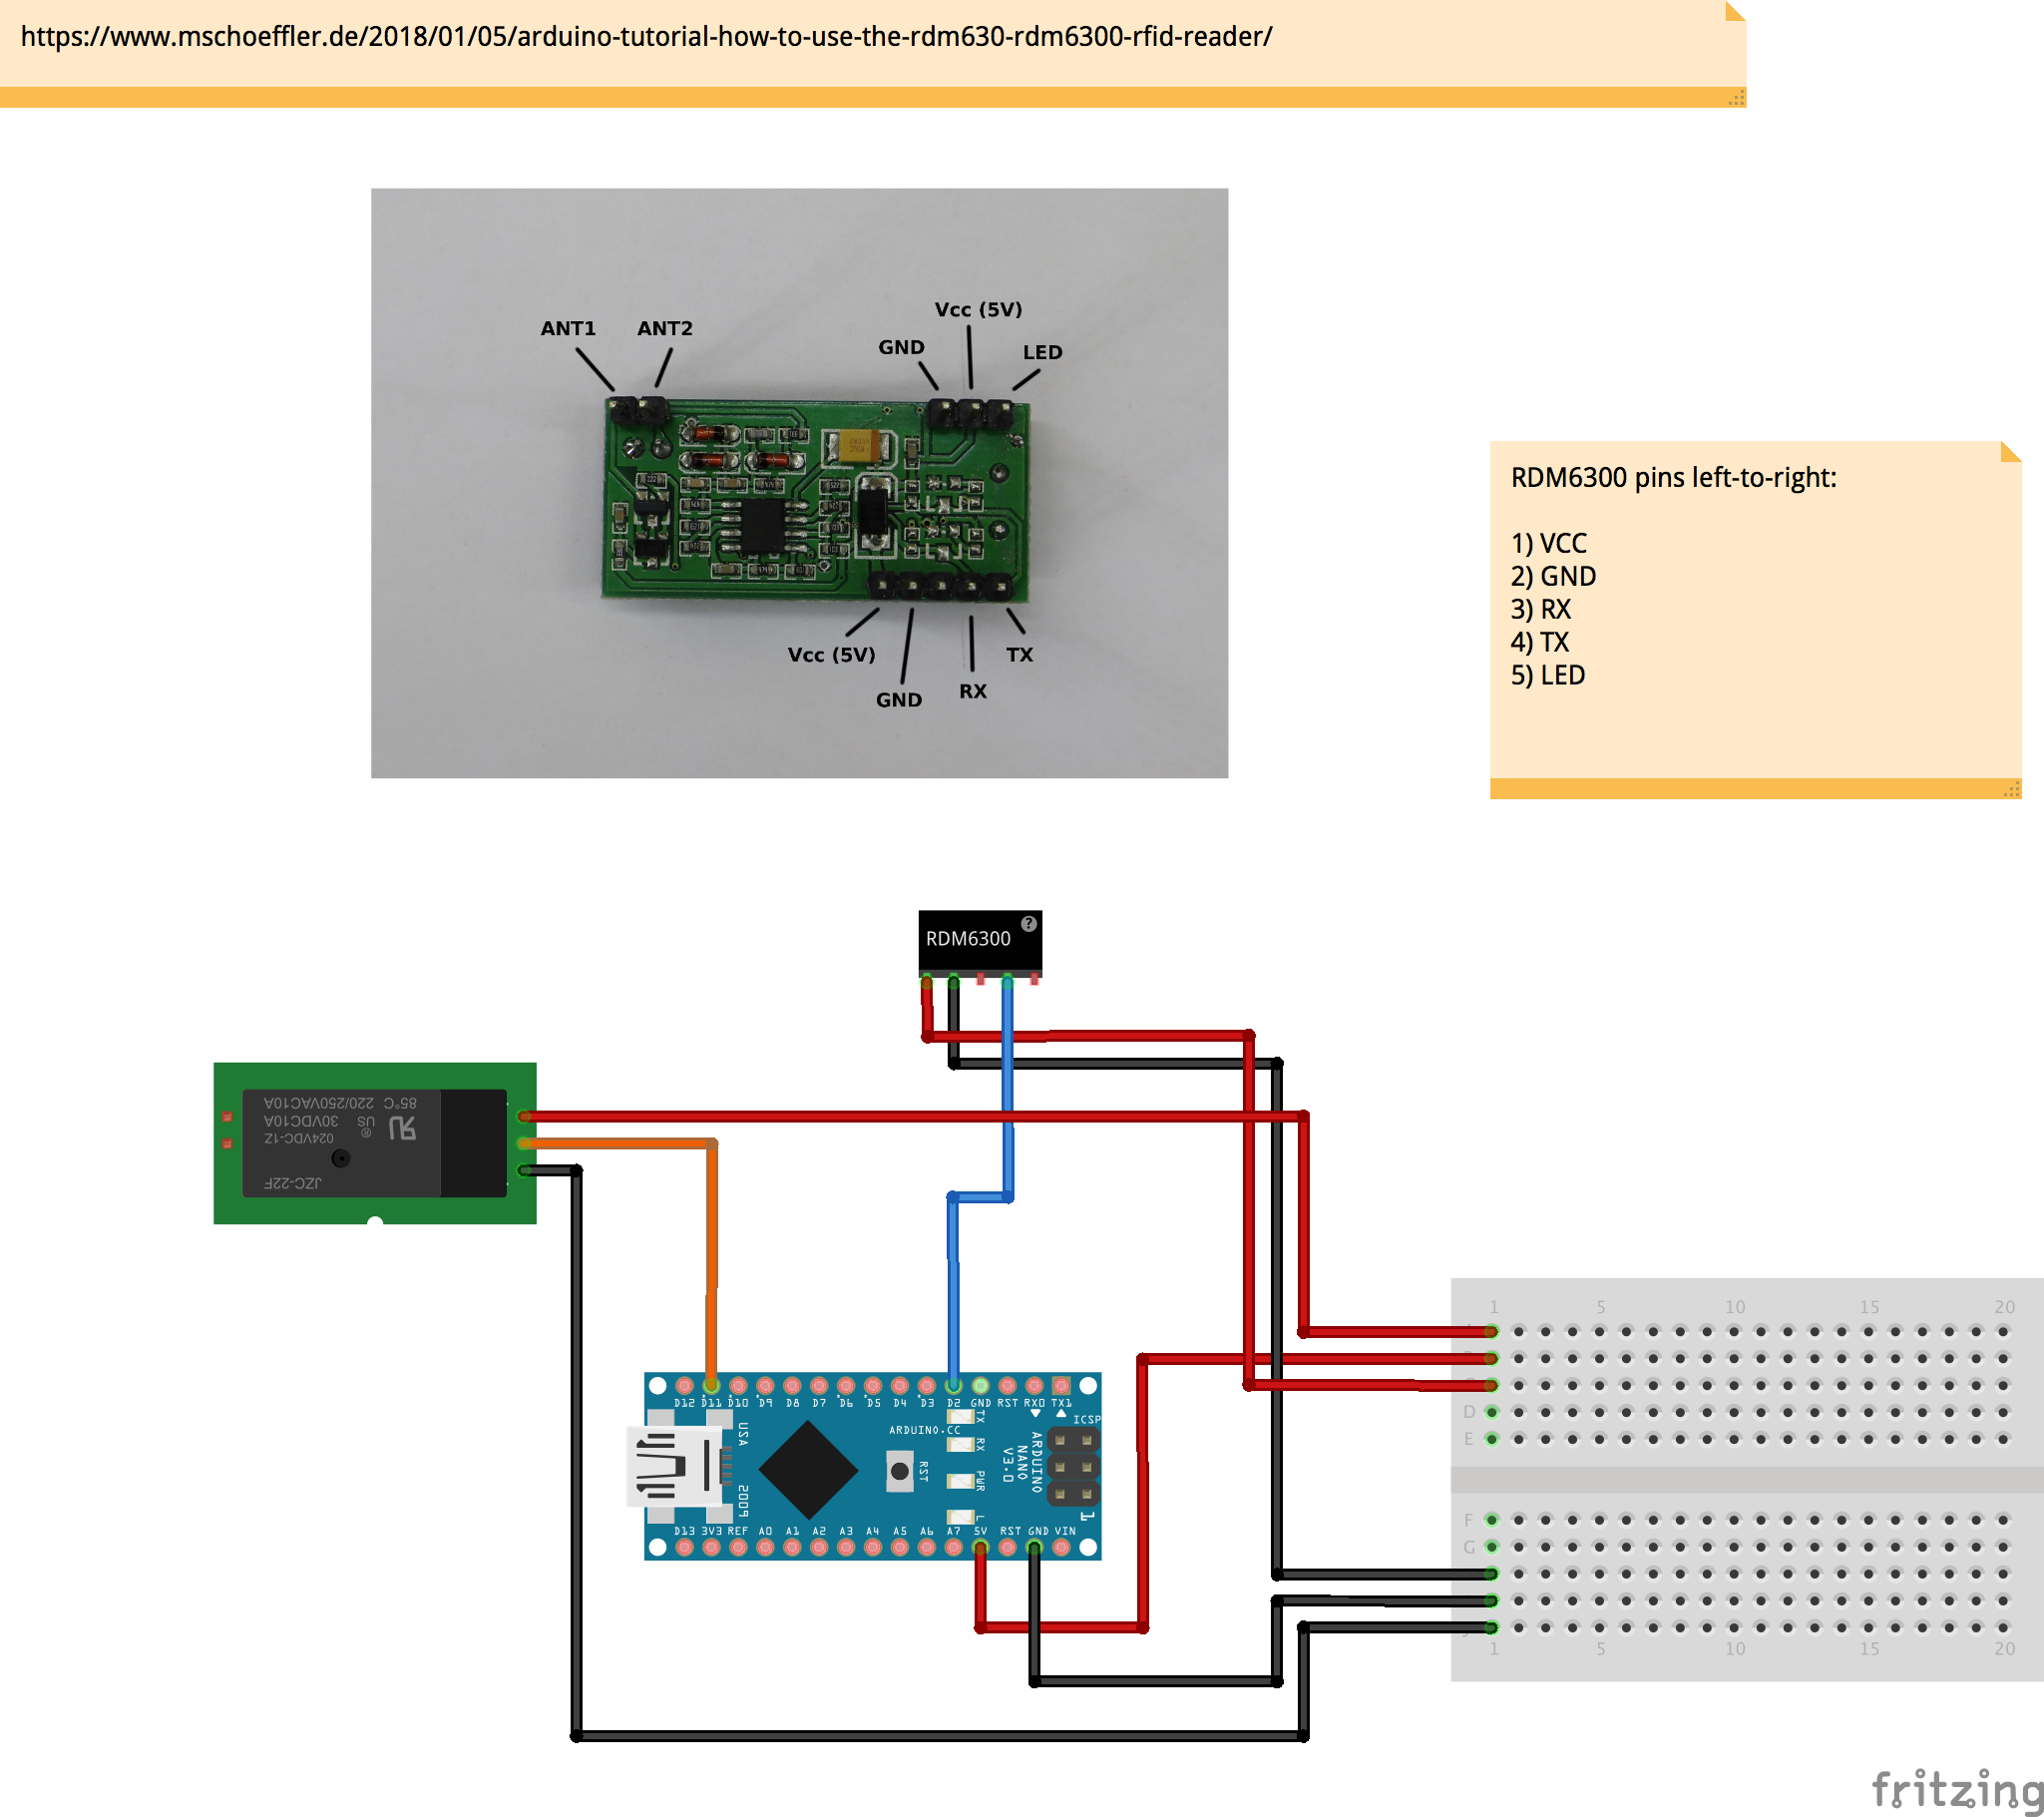 https://www.mschoeffler.de/2018/01/05/arduino-tutorial-how-to-use-the-rdm630-rdm6300-rfid-reader/
Vcc (5V)
ANT1 ANT2
GND
LED
Vcc (5V)
TX
GND
RX
RDM6300 pins left-to-right:
1) VCC
2) GND
3) RX
4) TX
5) LED
RDM6300
?
85°C 220/250VAC10A
US 30VDC10A
®
024VDC-1Z
JZC-22F
1 5 10 15 20
D12 D11 D10 D9 D8 D7 D6 D5 D4 D3 D2 GND RST RX0 TX1
D
E
ICSP
ARDUINO.CC
TX
RX
PWR
L
RST
USA
2009
ARDUINO
NANO
V3.0
1
F
G
D13 3V3 REF A0 A1 A2 A3 A4 A5 A6 A7 5V RST GND VIN
1 5 10 15 20
fritzing